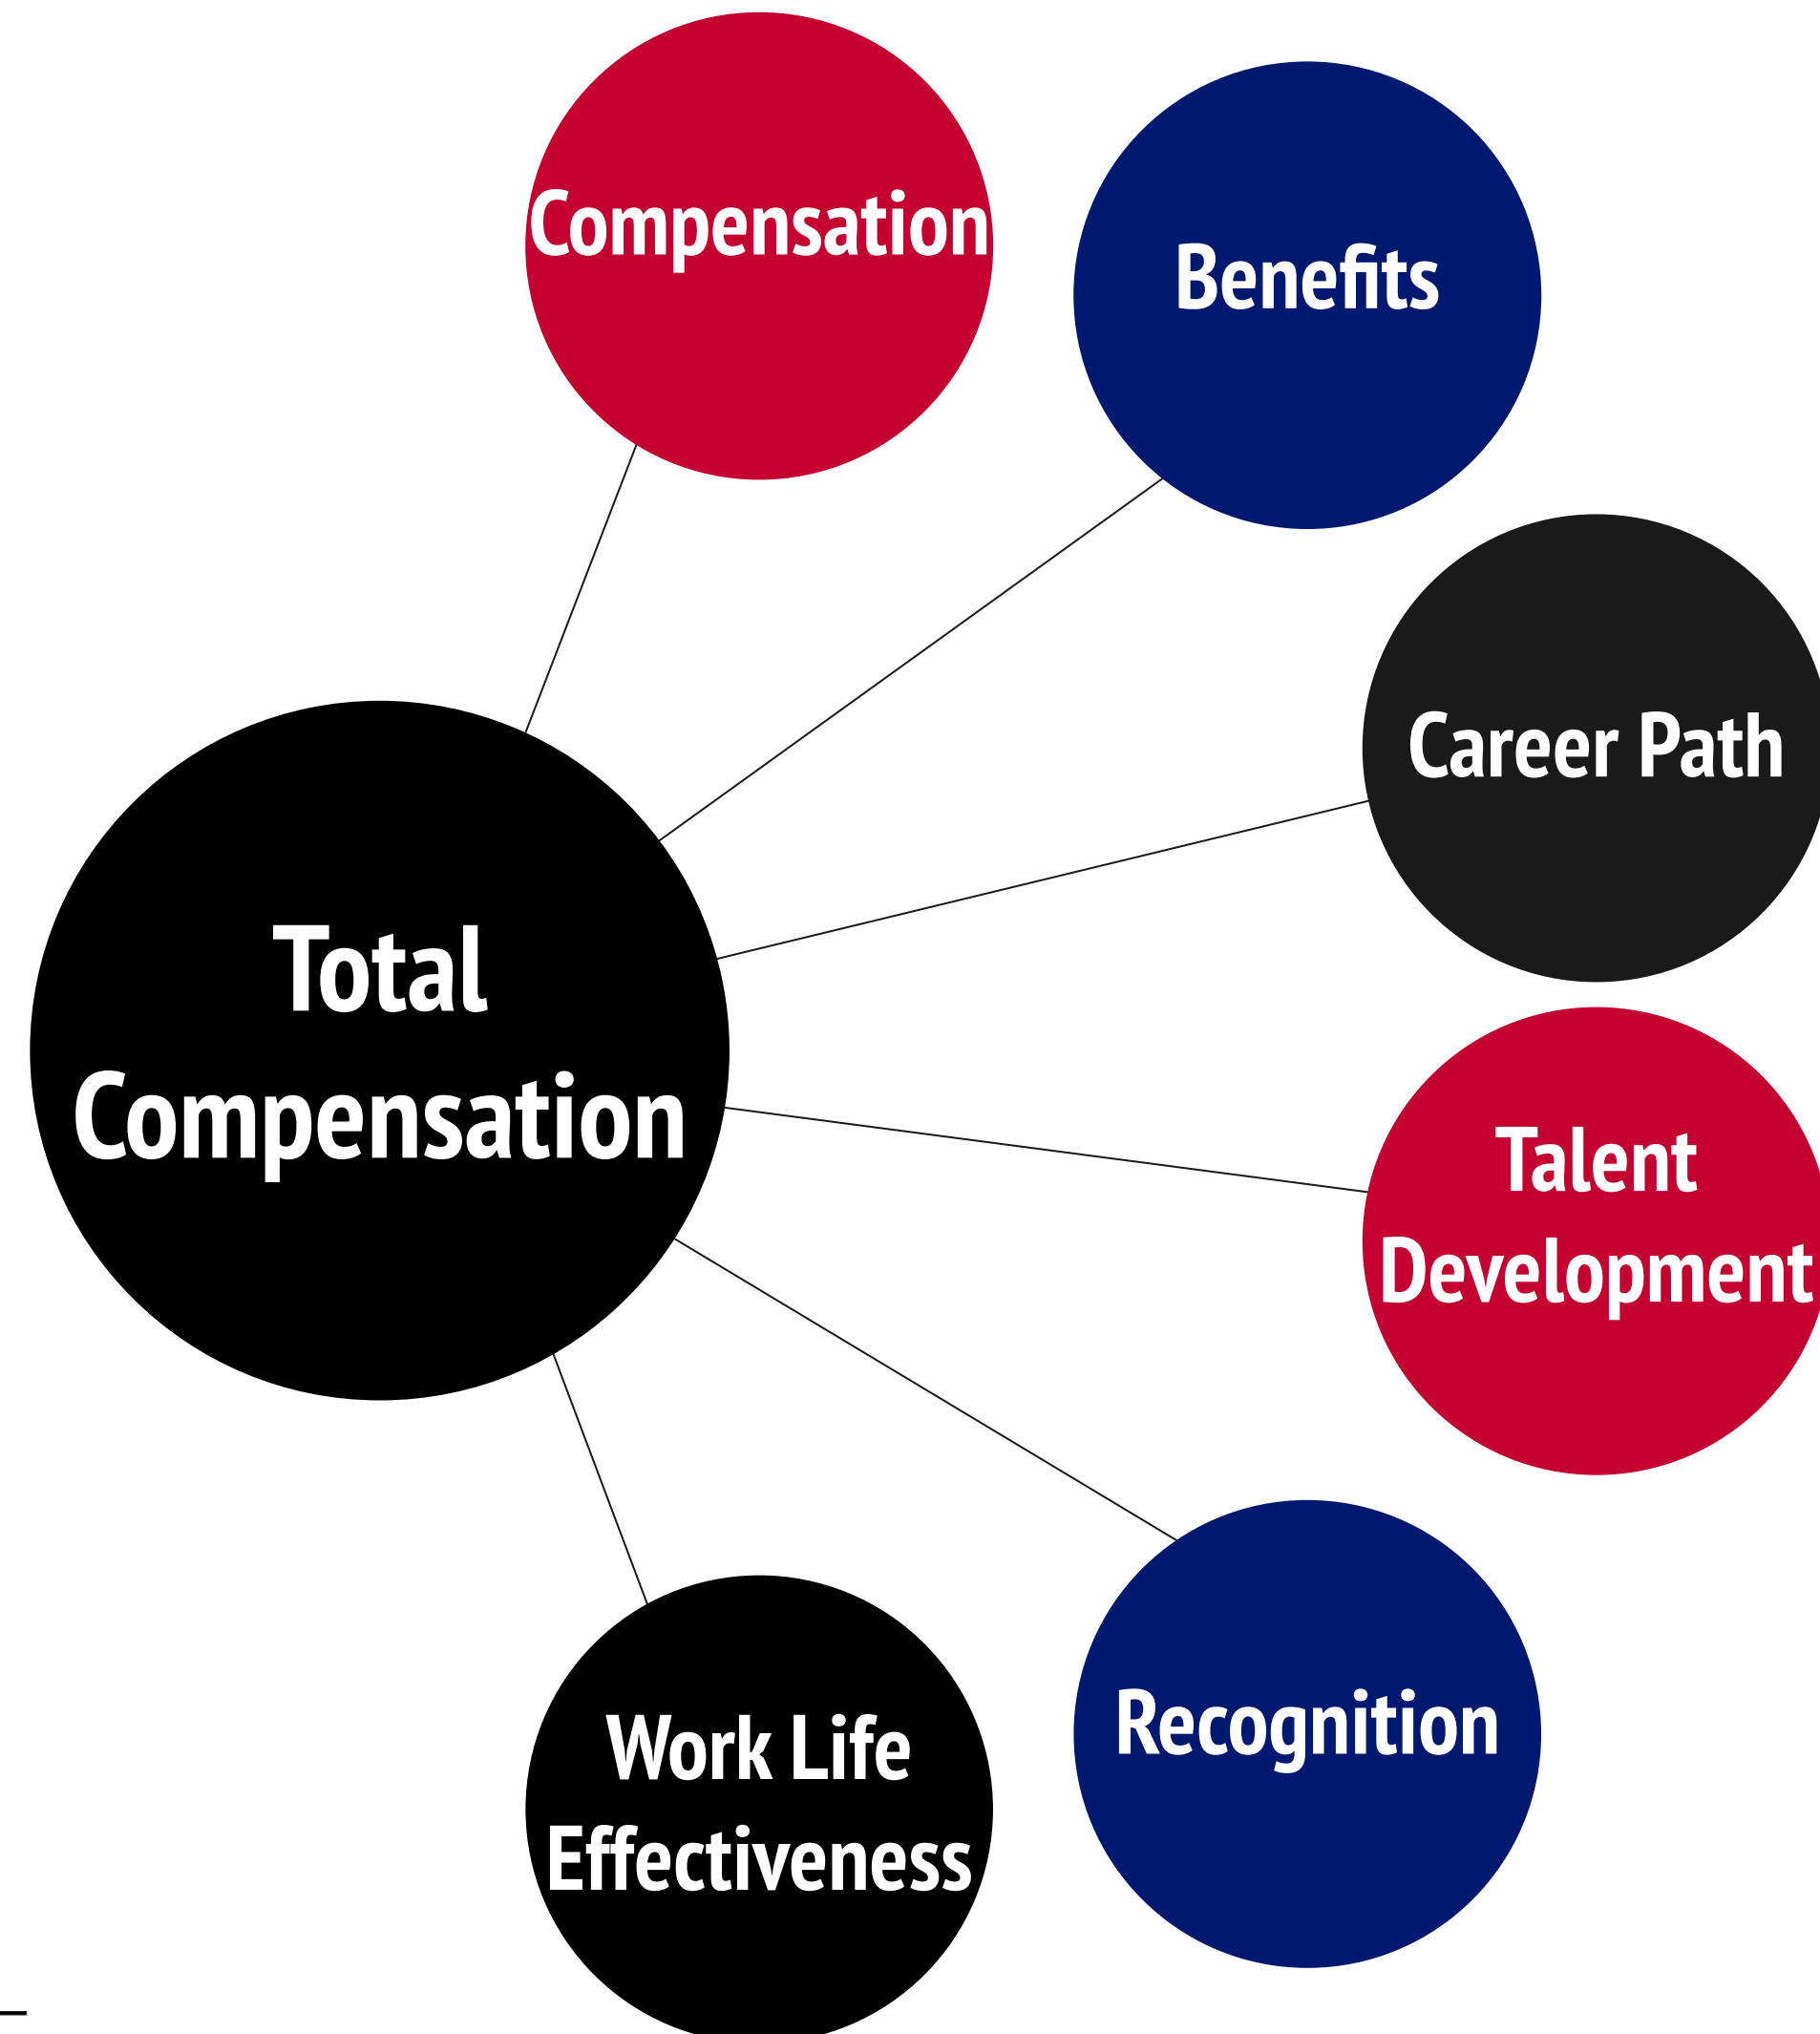 Compensation
Benefits
Career Path
Total
Compensation
Talent
Development
Recognition
Work Life
Effectiveness